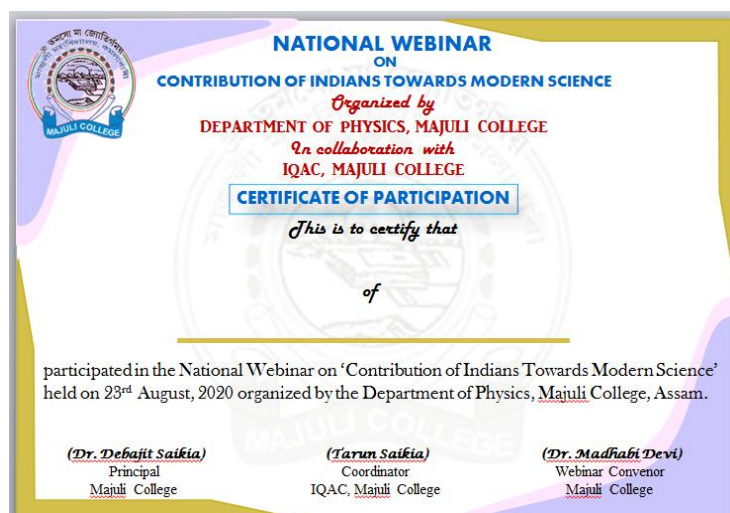 NATIONAL WEBINAR
ON
CONTRIBUTION OF INDIANS TOWARDS MODERN SCIENCE
Organized by
DEPARTMENT OF PHYSICS, MAJULI COLLEGE
In collaboration with
IQAC, MAJULI COLLEGE
CERTIFICATE OF PARTICIPATION
This is to certify that
of
participated in the National Webinar on ‘Contribution of Indians Towards Modern Science’
held on 23rd August, 2020 organized by the Department of Physics, Majuli College, Assam.
(Dr. Debajit Saikia) (Tarun Saikia) (Dr. Madhabi Devi)
Principal Coordinator Webinar Convenor
Majuli College IQAC, Majuli College Majuli College
MAJULI COLLEGE